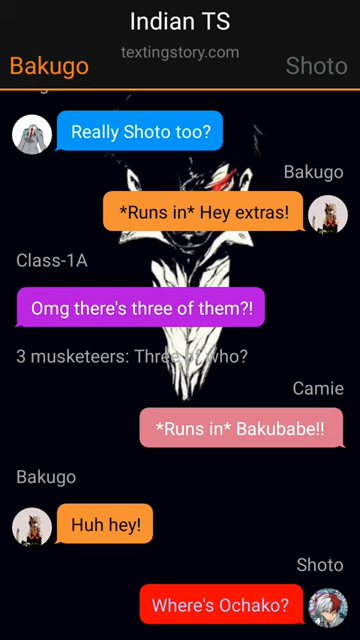 Indian TS
textingstory.com
Bakugo
Shoto
Really Shoto too?
Bakugo
*Runs in* Hey extras!
Class-1A
Omg there's three of them?!
3 musketeers: Three of who?
Camie
*Runs in* Bakubabe!!
Bakugo
Huh hey!
Shoto
Where's Ochako?